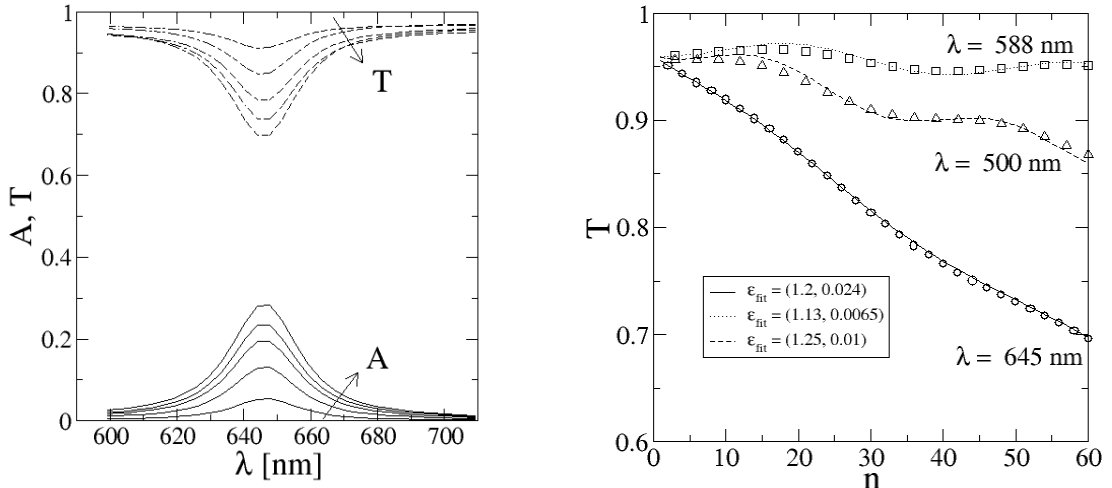 1
0.8
0.6
0.4
0.2
0
A, T
T
A
600 620 640 660 680 700
λ [nm]
1
0.9
0.8
0.7
0.6
T
λ = 588 nm
λ = 500 nm
λ = 645 nm
ε_fit = (1.2, 0.024)
ε_fit = (1.13, 0.0065)
ε_fit = (1.25, 0.01)
0 10 20 30 40 50 60
n